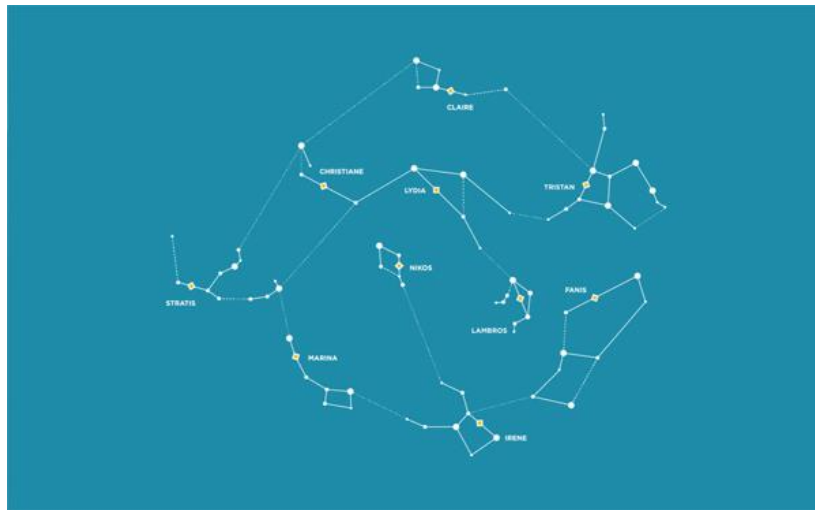 CLAIRE
CHRISTIANE
LYDIA
TRISTAN
NIKOS
FANIS
STRATIS
LAMBROS
MARINA
IRENE